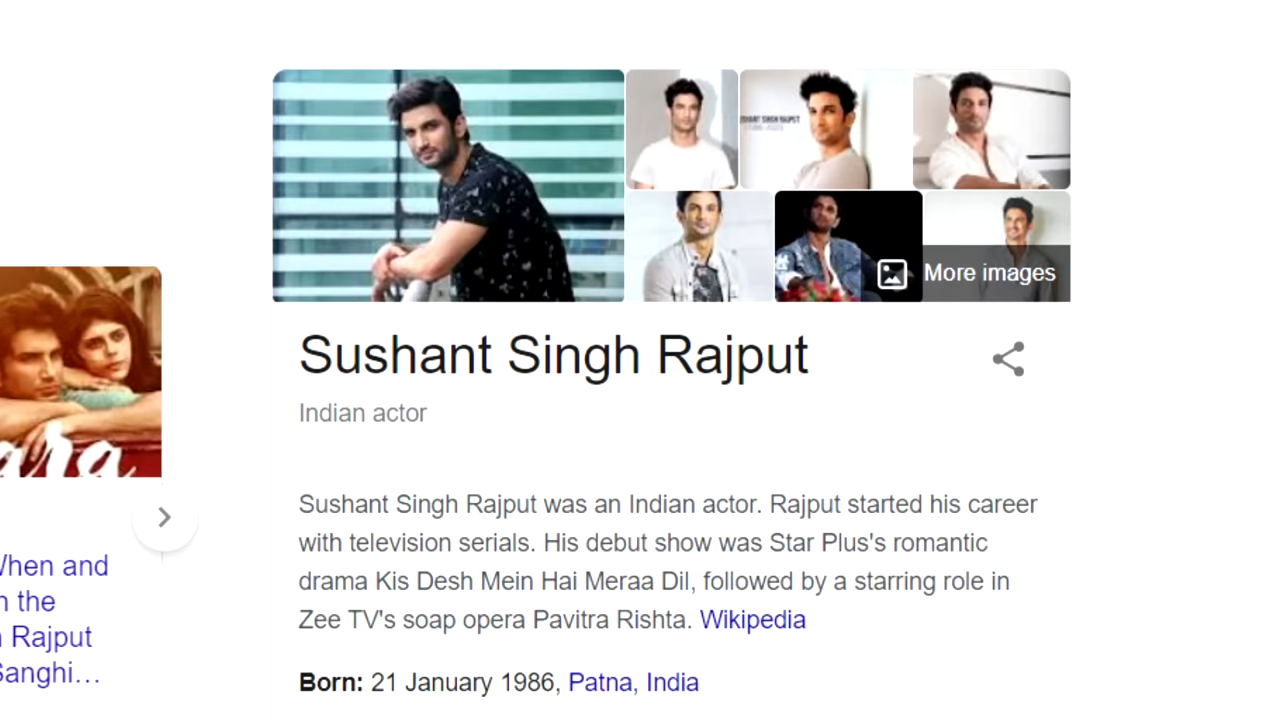 More images
Sushant Singh Rajput
Indian actor
Sushant Singh Rajput was an Indian actor. Rajput started his career
with television serials. His debut show was Star Plus's romantic
drama Kis Desh Mein Hai Meraa Dil, followed by a starring role in
Zee TV's soap opera Pavitra Rishta. Wikipedia
Born: 21 January 1986, Patna, India
ara
When and
the
Rajput
Sanghi...